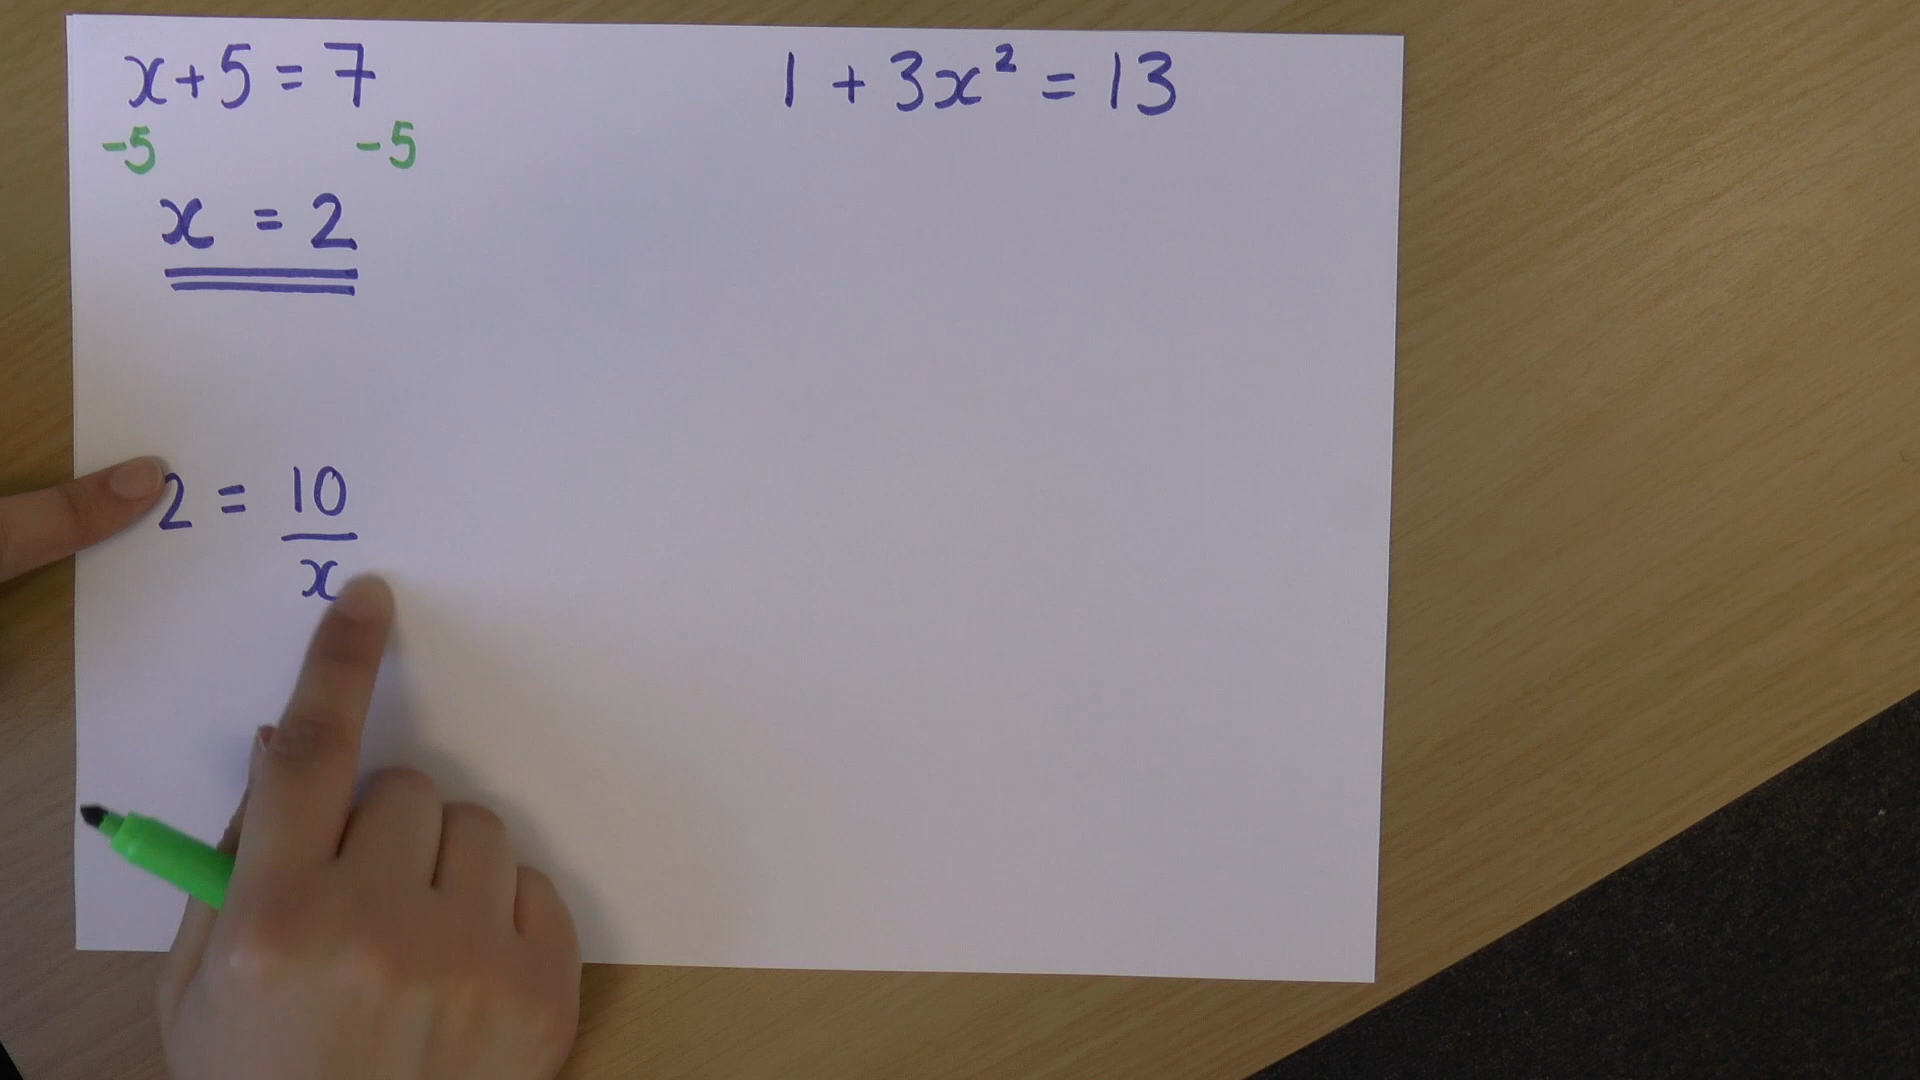 x+5=7
-5 -5
x = 2
2 = 10/x
1 + 3x² = 13